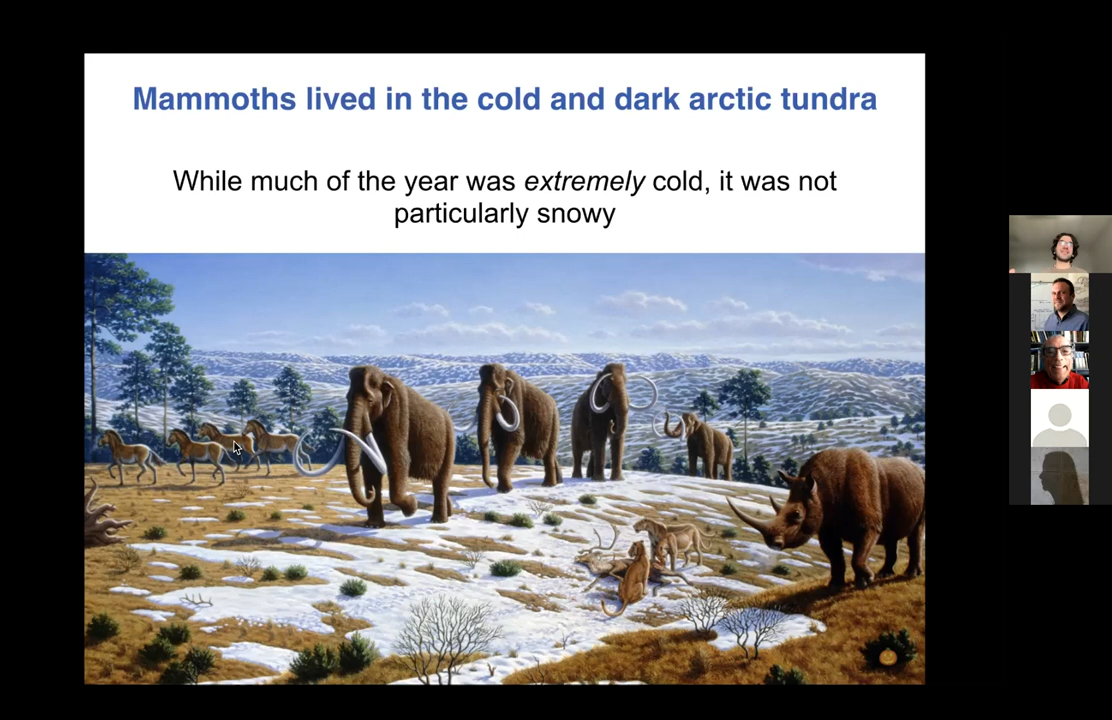 Mammoths lived in the cold and dark arctic tundra
While much of the year was extremely cold, it was not
particularly snowy